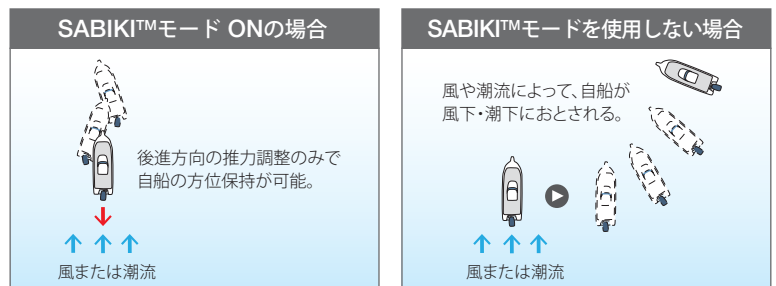 SABIKI™モード ONの場合
後進方向の推力調整のみで
自船の方位保持が可能。
風または潮流
SABIKI™モードを使用しない場合
風や潮流によって、自船が
風下・潮下におとされる。
風または潮流